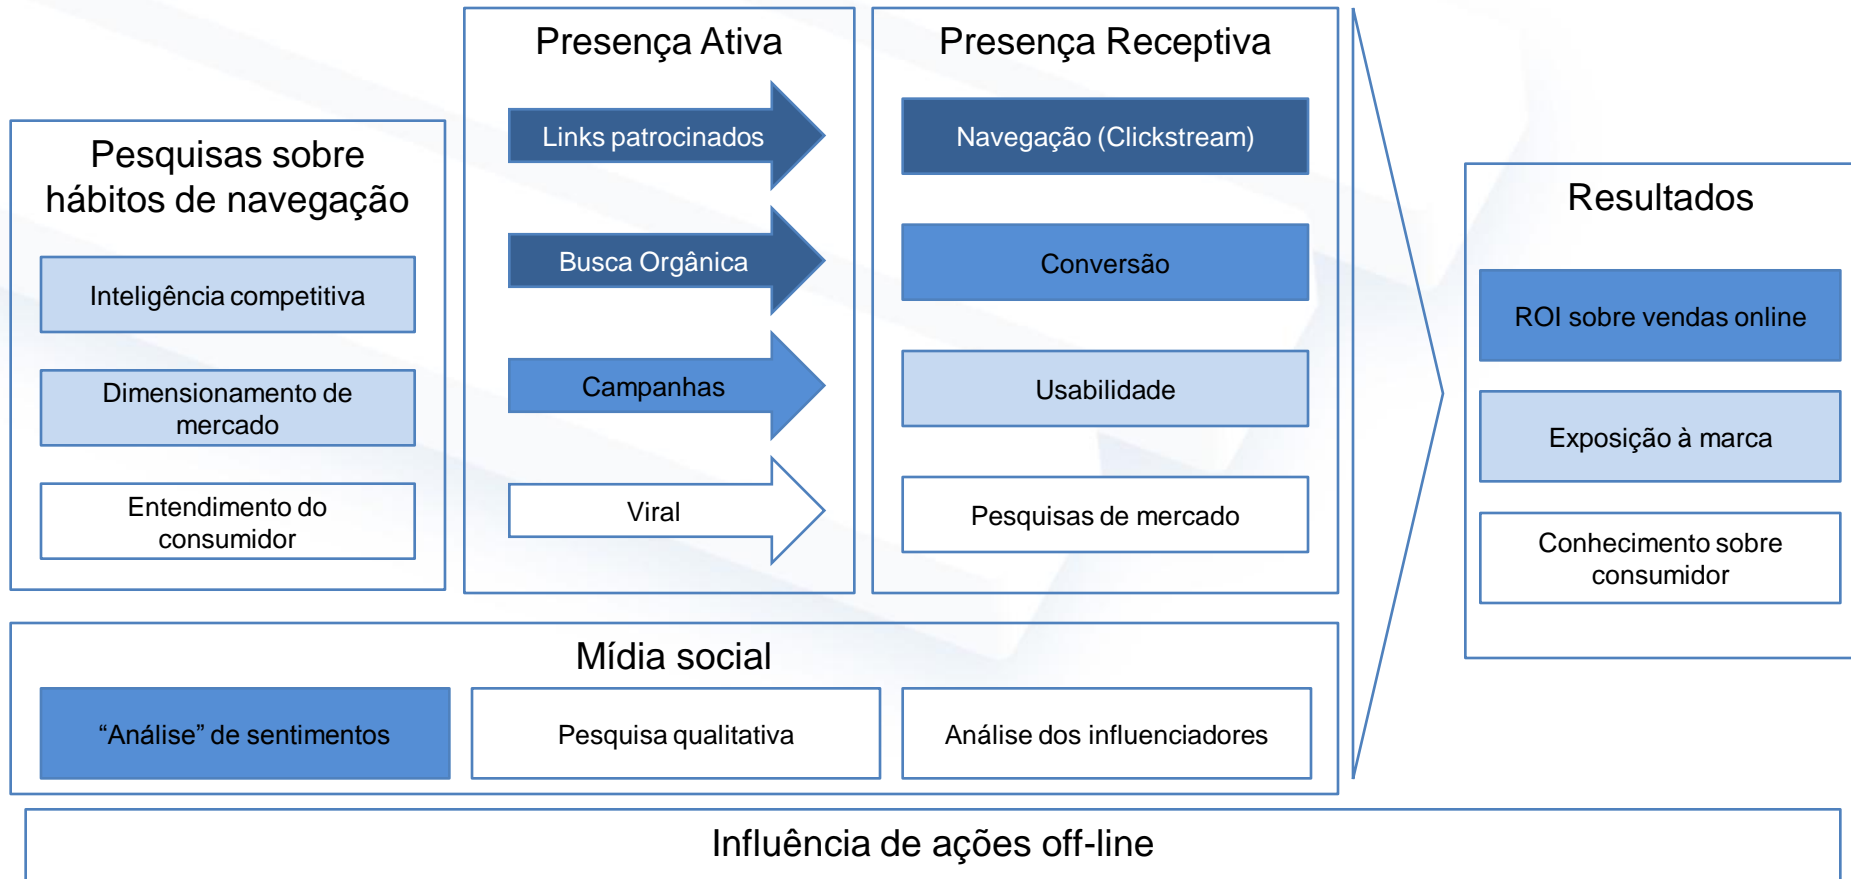 Pesquisas sobre
hábitos de navegação
Inteligência competitiva
Dimensionamento de
mercado
Entendimento do
consumidor
Presença Ativa
Links patrocinados
Busca Orgânica
Campanhas
Viral
Presença Receptiva
Navegação (Clickstream)
Conversão
Usabilidade
Pesquisas de mercado
Resultados
ROI sobre vendas online
Exposição à marca
Conhecimento sobre
consumidor
Mídia social
“Análise” de sentimentos
Pesquisa qualitativa
Análise dos influenciadores
Influência de ações off-line